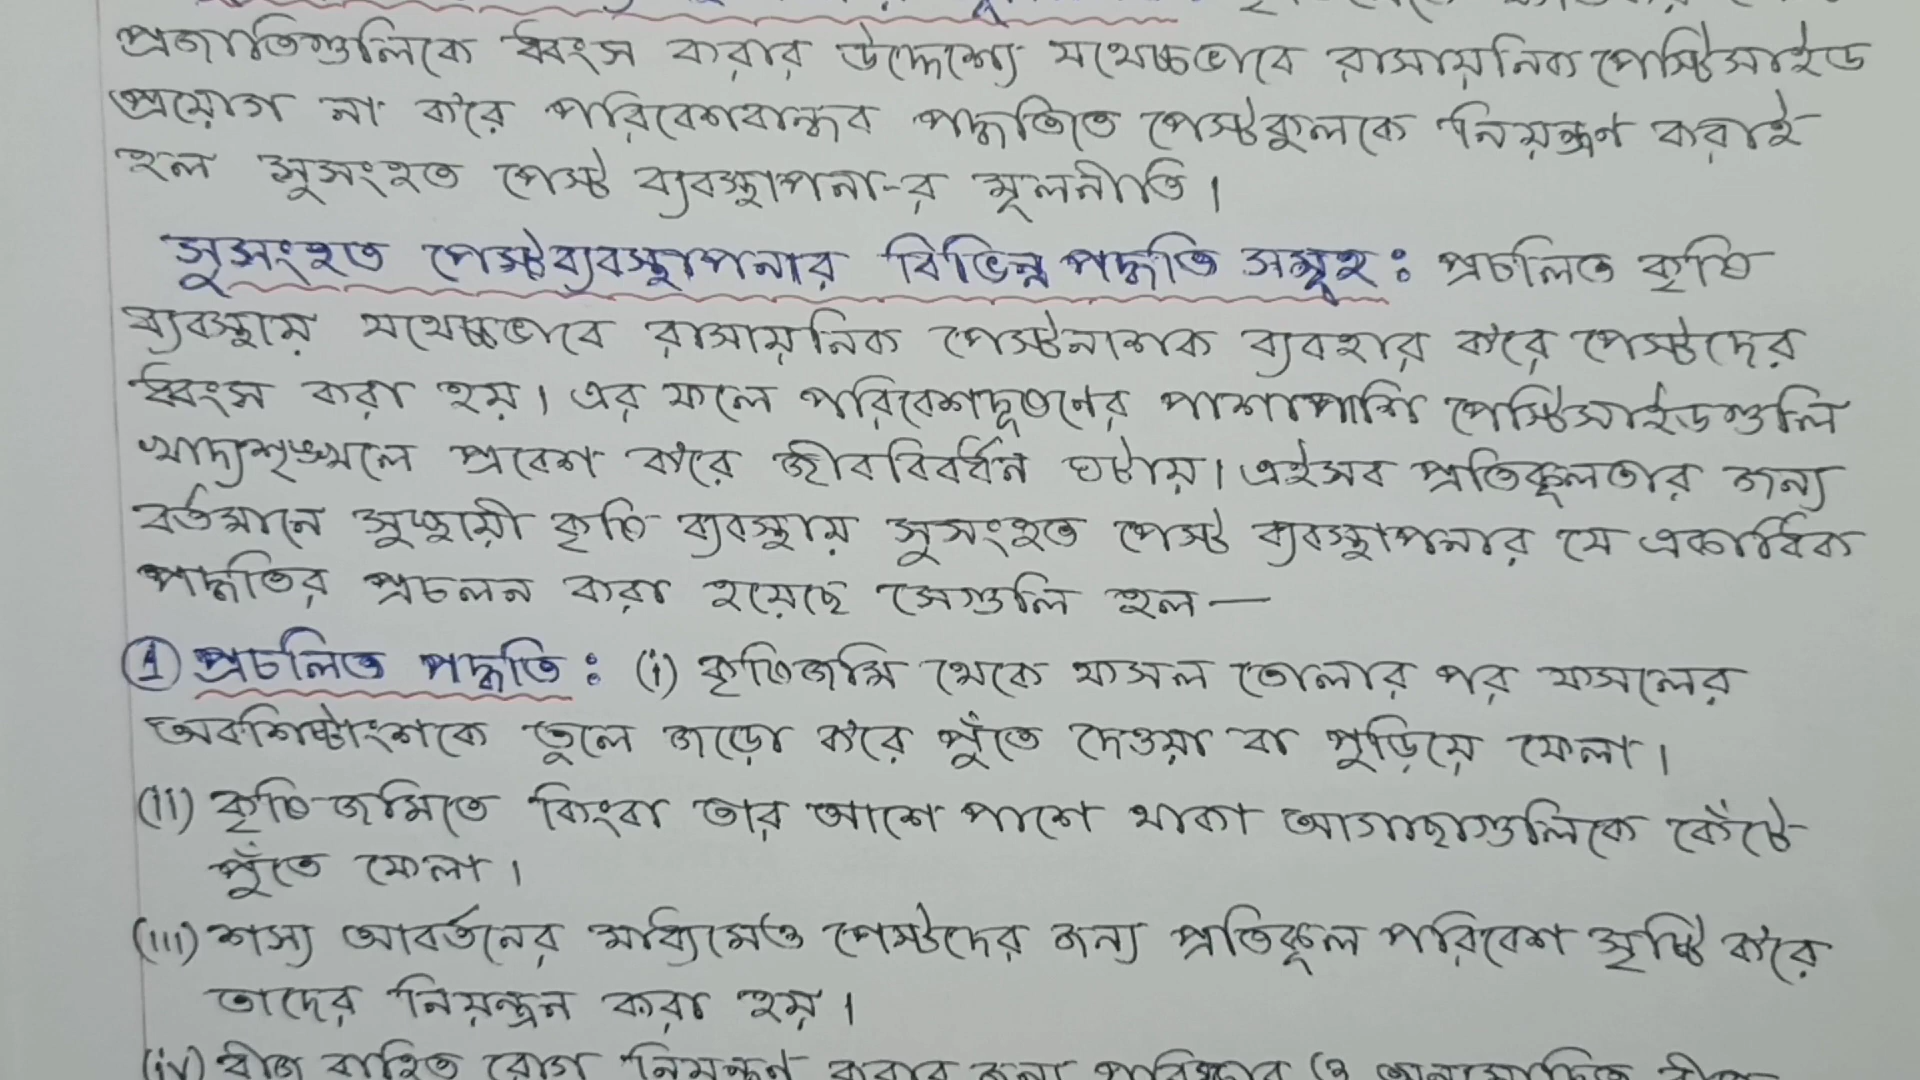 প্রজাতিগুলিকে ধ্বংস করার উদ্দেশ্যে যথেচ্ছভাবে রাসায়নিক পেস্টিসাইড
প্রয়োগ না ক'রে পরিবেশবান্ধব পদ্ধতিতে পেস্টকুলকে নিয়ন্ত্রণ করাই
হল সুসংহত পেস্ট ব্যবস্থাপনা-র মূলনীতি।
সুসংহত পেস্টব্যবস্থাপনার বিভিন্ন পদ্ধতি সমূহ : প্রচলিত কৃষি
ব্যবস্থায় যথেচ্ছভাবে রাসায়নিক পেস্টনাশক ব্যবহার ক'রে পেস্টদের
ধ্বংস করা হয়। এর ফলে পরিবেশদূষণের পাশাপাশি পেস্টিসাইডগুলি
খাদ্যশৃঙ্খলে প্রবেশ ক'রে জীববিবর্ধন ঘটায়। এইসব প্রতিকূলতার জন্য
বর্তমানে সুস্থায়ী কৃষি ব্যবস্থায় সুসংহত পেস্ট ব্যবস্থাপনার যে একাধিক
পদ্ধতির প্রচলন করা হয়েছে সেগুলি হল—
① প্রচলিত পদ্ধতি : (i) কৃষিজমি থেকে ফসল তোলার পর ফসলের
অবশিষ্টাংশকে তুলে জড়ো ক'রে পুঁতে দেওয়া বা পুড়িয়ে ফেলা।
(ii) কৃষি জমিতে কিংবা তার আশে পাশে থাকা আগাছাগুলিকে কেঁটে
পুঁতে ফেলা।
(iii) শস্য আবর্তনের মাধ্যিমেও পেস্টদের জন্য প্রতিকূল পরিবেশ সৃষ্টি ক'রে
তাদের নিয়ন্ত্রন করা হয়।
(iv) বীজ বাহিত রোগ নিয়ন্ত্রণ করার জন্য পরিষ্কার ও